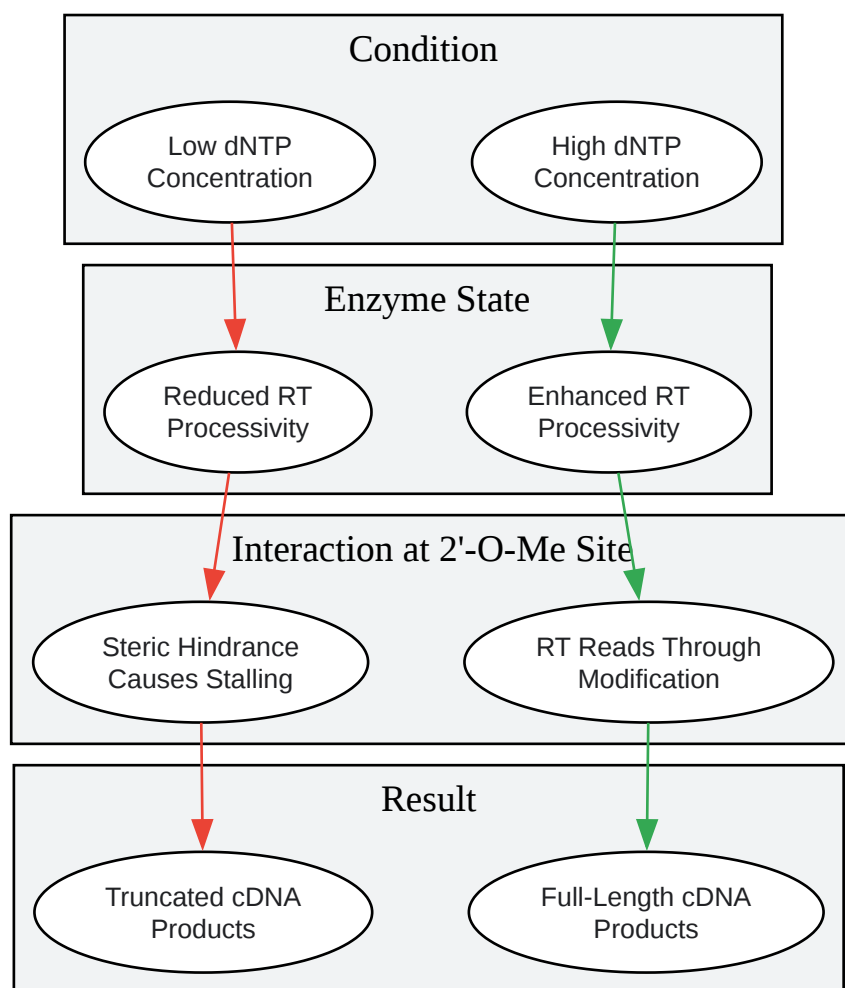 Condition
Low dNTP
Concentration
High dNTP
Concentration
Enzyme State
Reduced RT
Processivity
Enhanced RT
Processivity
Interaction at 2'-O-Me Site
Steric Hindrance
Causes Stalling
RT Reads Through
Modification
Result
Truncated cDNA
Products
Full-Length cDNA
Products